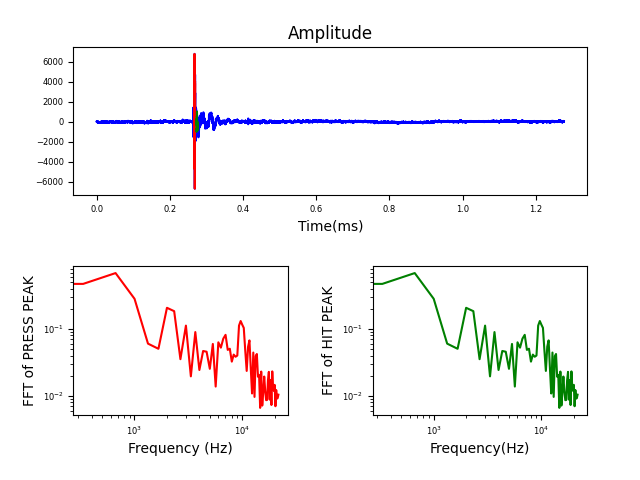 Amplitude
6000
4000
2000
0
−2000
−4000
−6000
0.0 0.2 0.4 0.6 0.8 1.0 1.2
Time(ms)
FFT of PRESS PEAK
10⁻¹
10⁻²
10³ 10⁴
Frequency (Hz)
FFT of HIT PEAK
10⁻¹
10⁻²
10³ 10⁴
Frequency(Hz)